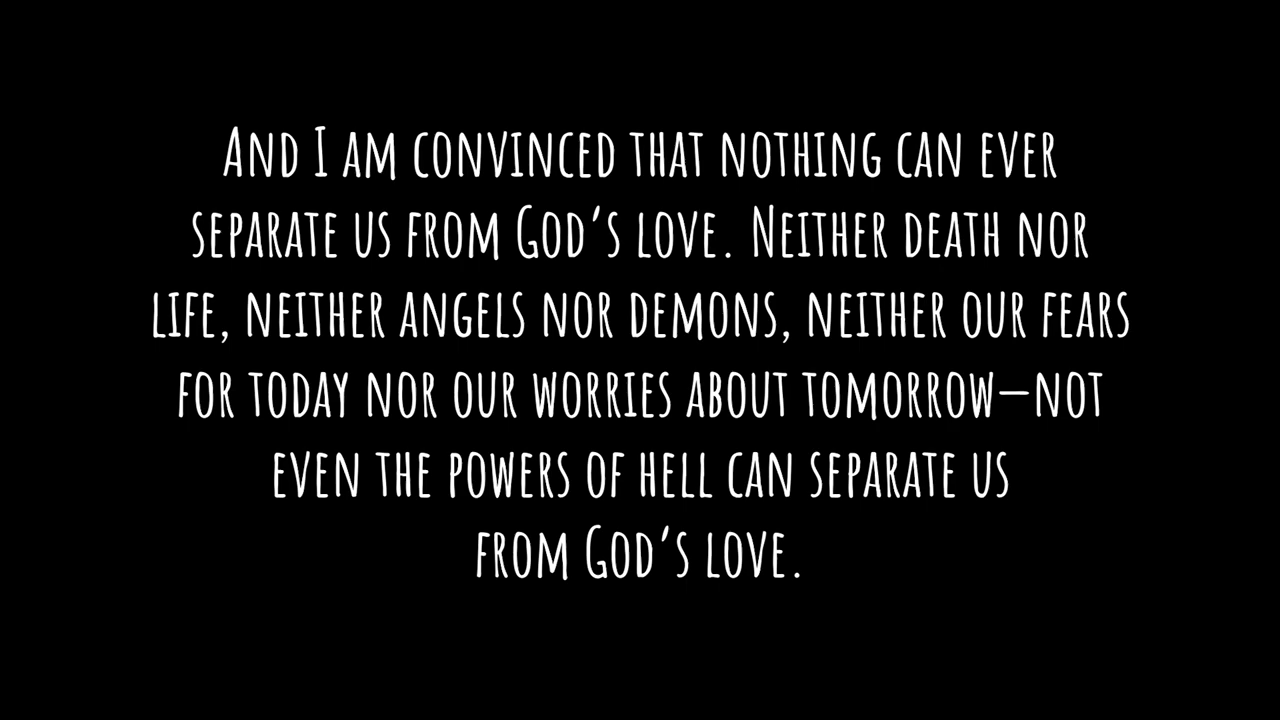 And I am convinced that nothing can ever
separate us from God's love. Neither death nor
life, neither angels nor demons, neither our fears
for today nor our worries about tomorrow—not
even the powers of hell can separate us
from God's love.